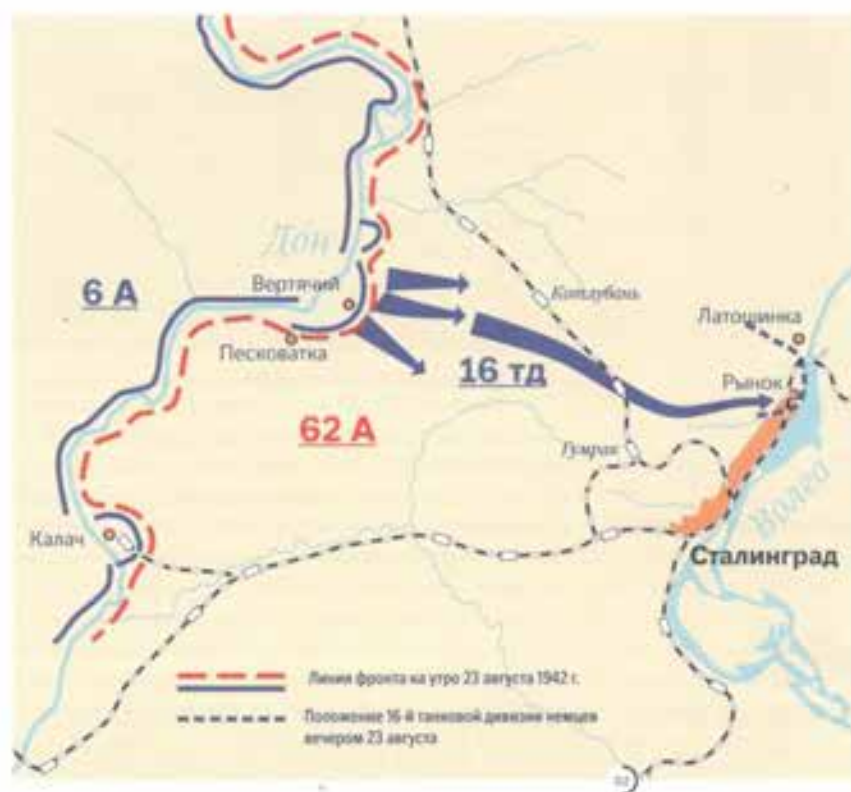 Дон
6 А
Вертячий
Песковатка
Котлубань
Латошинка
16 тд
Рынок
62 А
Гумрак
Калач
Волга
Сталинград
Линия фронта на утро 23 августа 1942 г.
Положение 16-й танковой дивизии немцев
вечером 23 августа